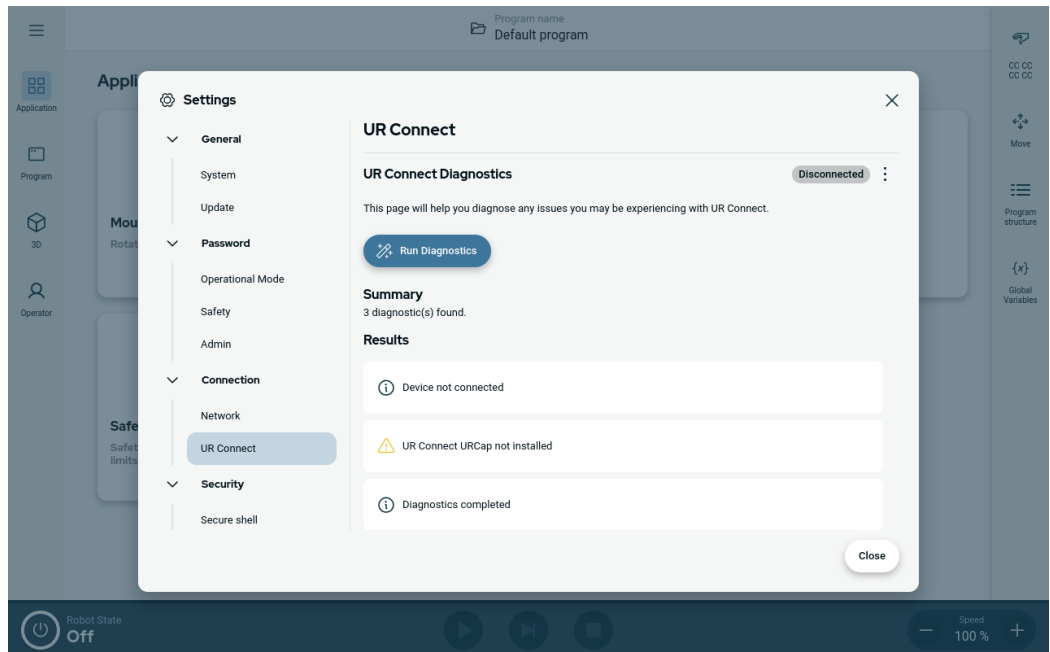 Program name
Default program
Application
Program
3D
Operator
Appli
Mou
Rotat
Safe
Safet
limits
Settings
General
System
Update
Password
Operational Mode
Safety
Admin
Connection
Network
UR Connect
Security
Secure shell
UR Connect
UR Connect Diagnostics
Disconnected
This page will help you diagnose any issues you may be experiencing with UR Connect.
Run Diagnostics
Summary
3 diagnostic(s) found.
Results
Device not connected
UR Connect URCap not installed
Diagnostics completed
Close
CC CC
CC CC
Move
Program
structure
{x}
Global
Variables
Robot State
Off
Speed
100 %